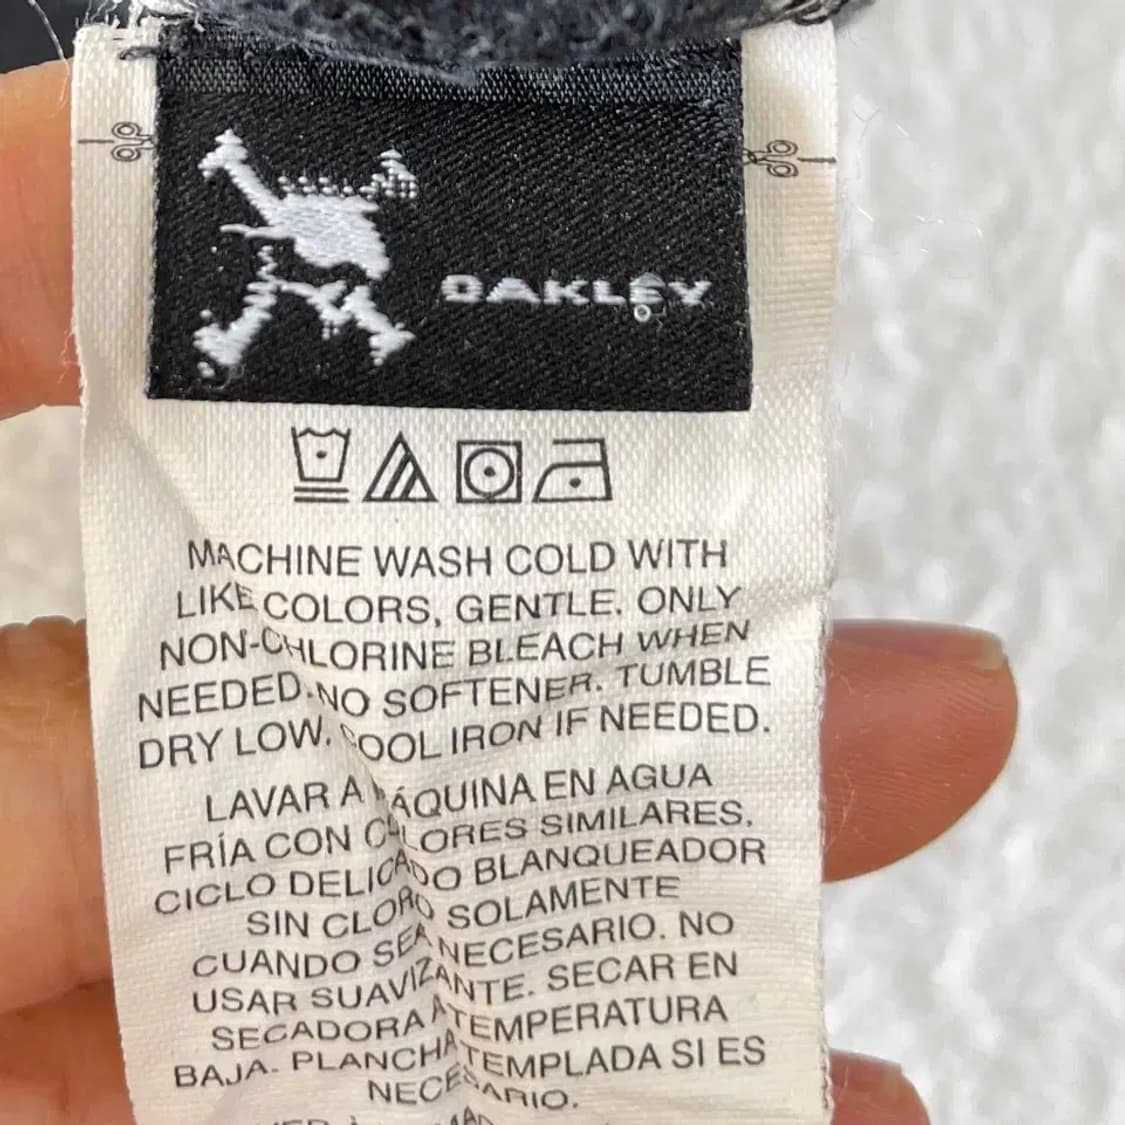 OAKLEY
MACHINE WASH COLD WITH
LIKE COLORS, GENTLE. ONLY
NON-CHLORINE BLEACH WHEN
NEEDED. NO SOFTENER. TUMBLE
DRY LOW. COOL IRON IF NEEDED.
LAVAR A MÁQUINA EN AGUA
FRÍA CON COLORES SIMILARES,
CICLO DELICADO BLANQUEADOR
SIN CLORO SOLAMENTE
CUANDO SEA NECESARIO. NO
USAR SUAVIZANTE. SECAR EN
SECADORA A TEMPERATURA
BAJA. PLANCHA TEMPLADA SI ES
NECESARIO.